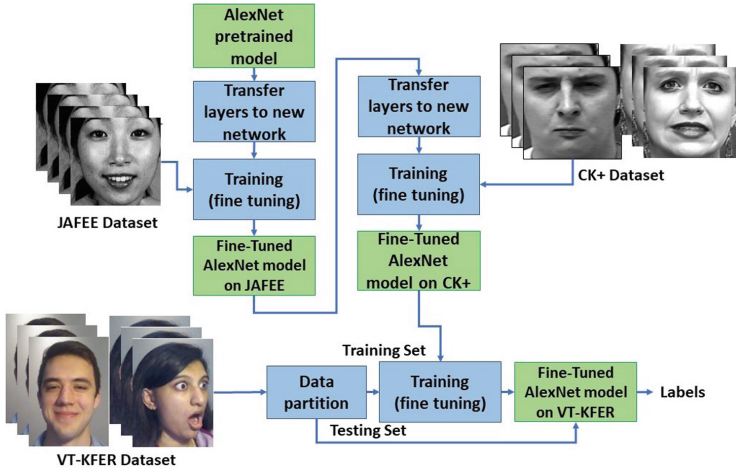 AlexNet
pretrained
model
Transfer
layers to new
network
Transfer
layers to new
network
Training
(fine tuning)
Training
(fine tuning)
JAFEE Dataset
CK+ Dataset
Fine-Tuned
AlexNet model
on JAFEE
Fine-Tuned
AlexNet
model on CK+
Training Set
Data
partition
Training
(fine tuning)
Fine-Tuned
AlexNet model
on VT-KFER
Labels
Testing Set
VT-KFER Dataset